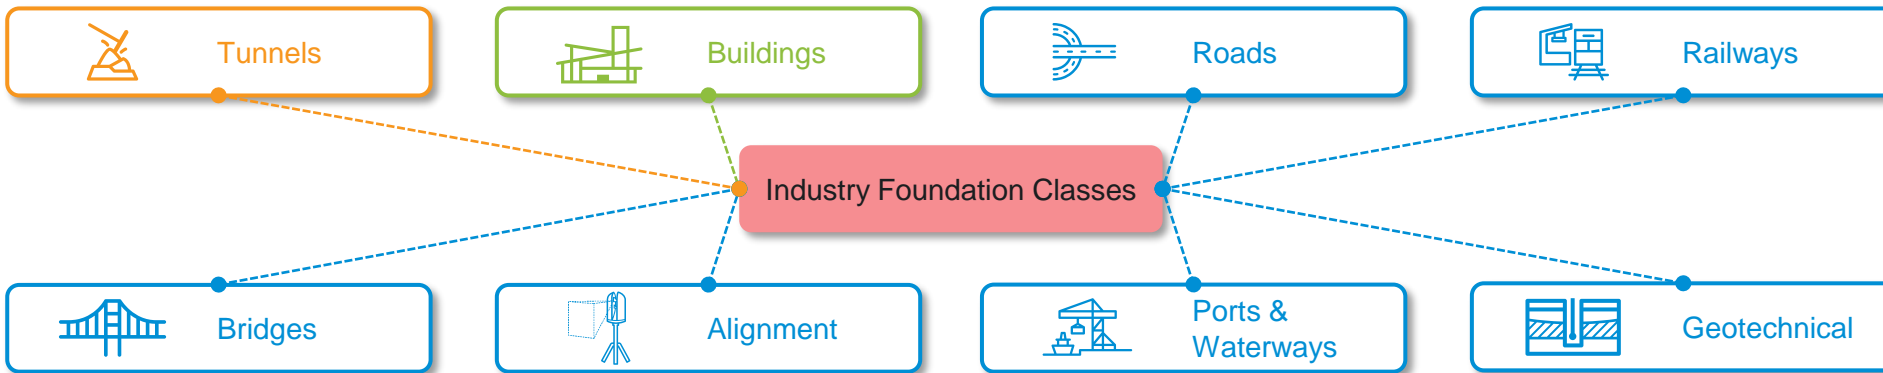 Tunnels
Buildings
Roads
Railways
Industry Foundation Classes
Bridges
Alignment
Ports &
Waterways
Geotechnical